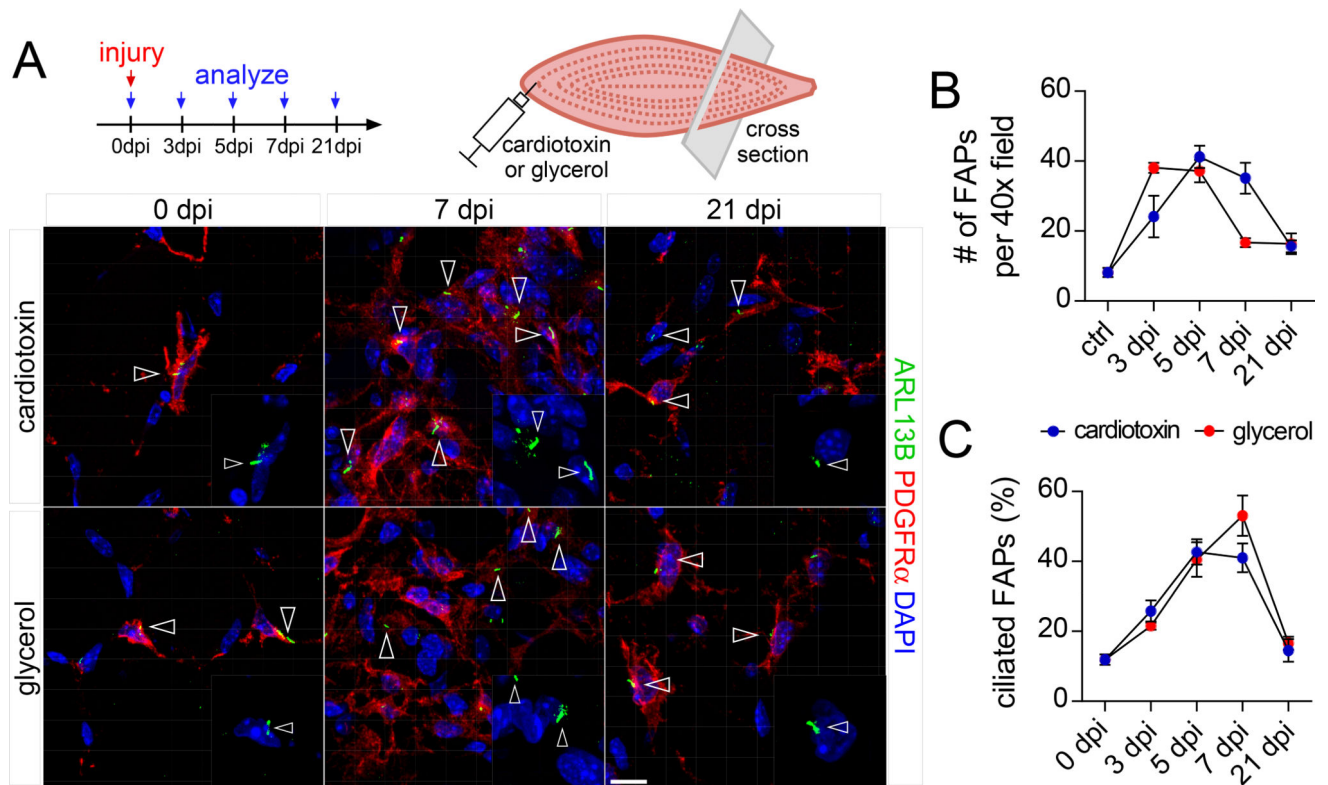 A
injury
analyze
0dpi 3dpi 5dpi 7dpi 21dpi
cardiotoxin
or glycerol
cross
section
0 dpi 7 dpi 21 dpi
cardiotoxin
glycerol
ARL13B PDGFRα DAPI
B
# of FAPs
per 40x field
60
40
20
0
ctrl 3 dpi 5 dpi 7 dpi 21 dpi
cardiotoxin glycerol
C
ciliated FAPs (%)
60
40
20
0
0 dpi 3 dpi 5 dpi 7 dpi 21 dpi